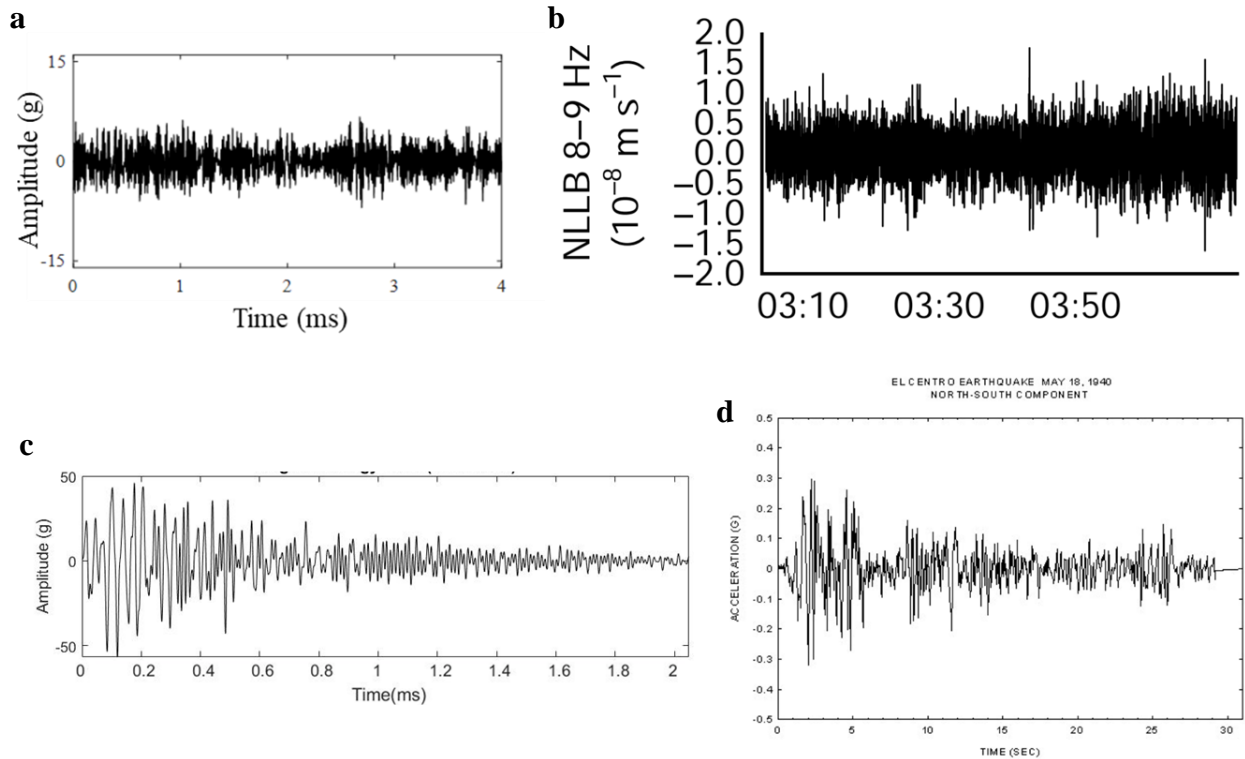 a
15
0
-15
Amplitude (g)
0 1 2 3 4
Time (ms)
b
NLLB 8–9 Hz
(10⁻⁸ m s⁻¹)
2.0
1.5
1.0
0.5
0.0
−0.5
−1.0
−1.5
−2.0
03:10 03:30 03:50
c
50
0
-50
Amplitude (g)
0 0.2 0.4 0.6 0.8 1 1.2 1.4 1.6 1.8 2
Time(ms)
EL CENTRO EARTHQUAKE MAY 18, 1940
NORTH-SOUTH COMPONENT
d
0.5
0.4
0.3
0.2
0.1
0
-0.1
-0.2
-0.3
-0.4
-0.5
ACCELERATION (G)
0 5 10 15 20 25 30
TIME (SEC)